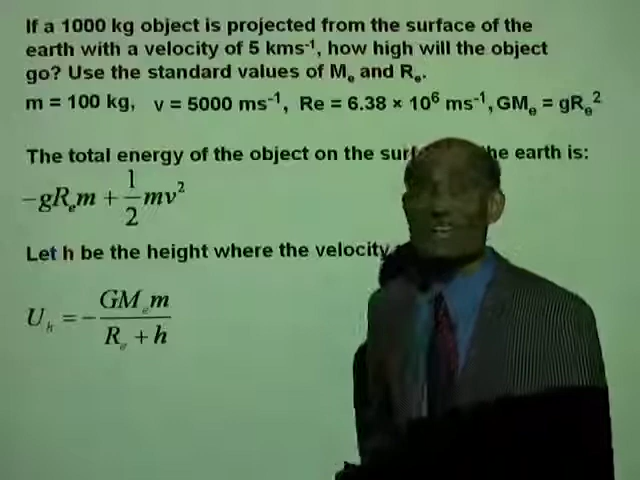 If a 1000 kg object is projected from the surface of the
earth with a velocity of 5 kms⁻¹, how high will the object
go? Use the standard values of Mₑ and Rₑ.
m = 100 kg, v = 5000 ms⁻¹, Re = 6.38 × 10⁶ ms⁻¹, GMₑ = gRₑ²
The total energy of the object on the the earth is:
−gRₑm + 1/2 mv²
Let h be the height where the velocity
Uₕ = − GMₑm / Rₑ + h